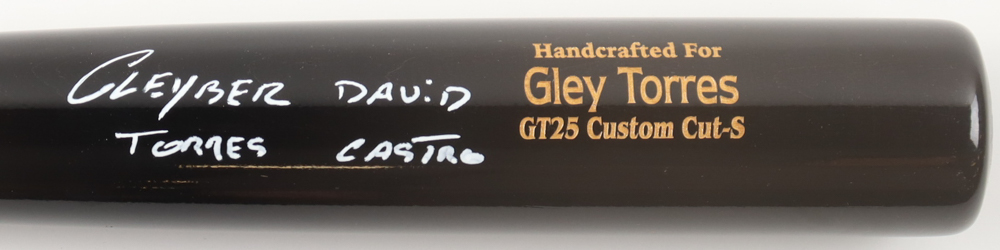 Handcrafted For
Gley Torres
GT25 Custom Cut-S
GLEYBER DAViD
TORRES CASTRO